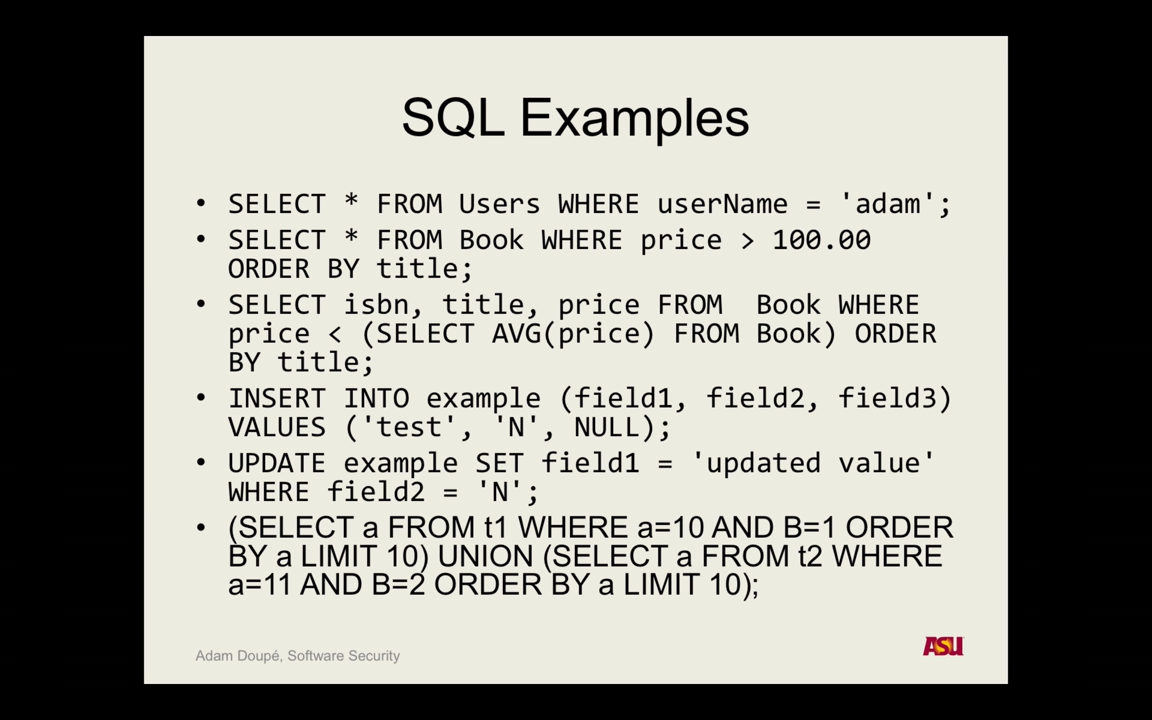 SQL Examples
• SELECT * FROM Users WHERE userName = 'adam';
• SELECT * FROM Book WHERE price > 100.00
ORDER BY title;
• SELECT isbn, title, price FROM  Book WHERE
price < (SELECT AVG(price) FROM Book) ORDER
BY title;
• INSERT INTO example (field1, field2, field3)
VALUES ('test', 'N', NULL);
• UPDATE example SET field1 = 'updated value'
WHERE field2 = 'N';
• (SELECT a FROM t1 WHERE a=10 AND B=1 ORDER
BY a LIMIT 10) UNION (SELECT a FROM t2 WHERE
a=11 AND B=2 ORDER BY a LIMIT 10);
Adam Doupé, Software Security
ASU